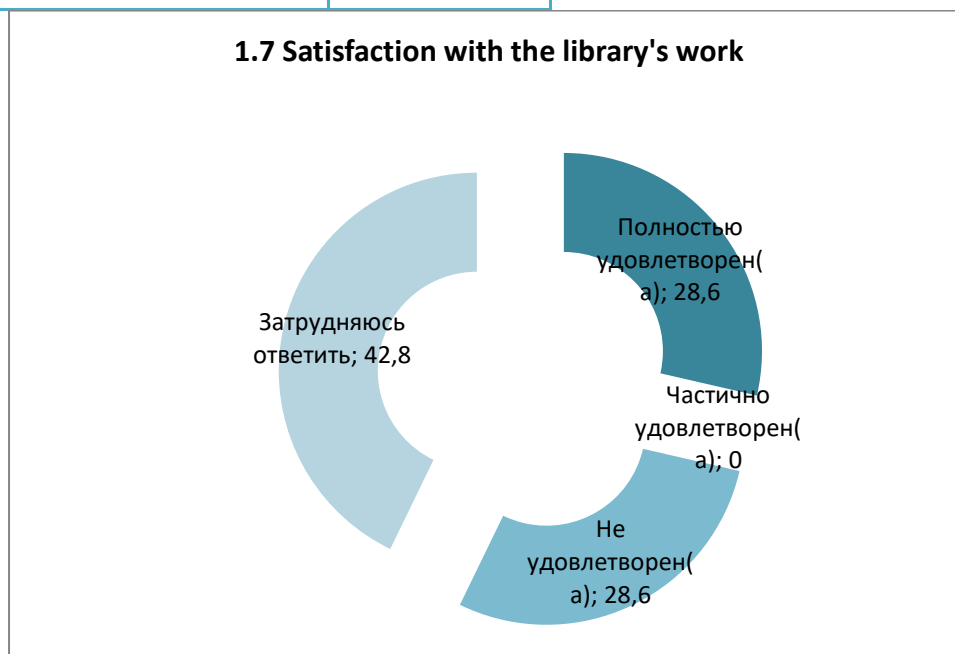 1.7 Satisfaction with the library's work
Полностью
удовлетворен(
а); 28,6
Частично
удовлетворен(
а); 0
Не
удовлетворен(
а); 28,6
Затрудняюсь
ответить; 42,8